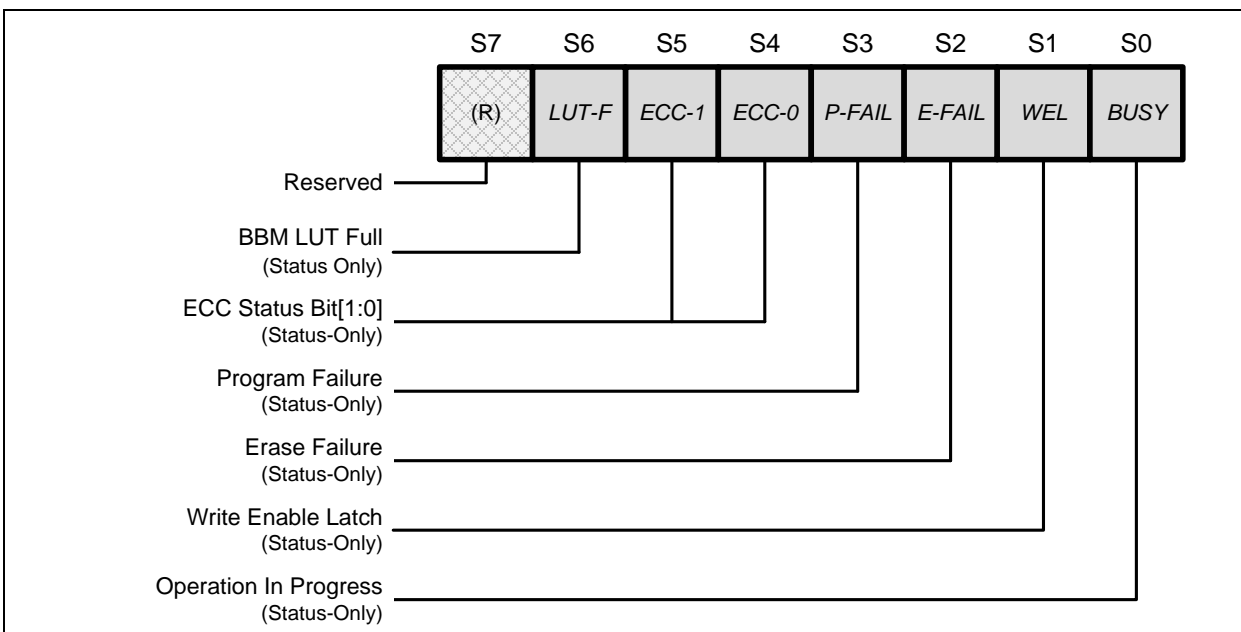 S7 S6 S5 S4 S3 S2 S1 S0
(R) LUT-F ECC-1 ECC-0 P-FAIL E-FAIL WEL BUSY
Reserved
BBM LUT Full
(Status Only)
ECC Status Bit[1:0]
(Status-Only)
Program Failure
(Status-Only)
Erase Failure
(Status-Only)
Write Enable Latch
(Status-Only)
Operation In Progress
(Status-Only)